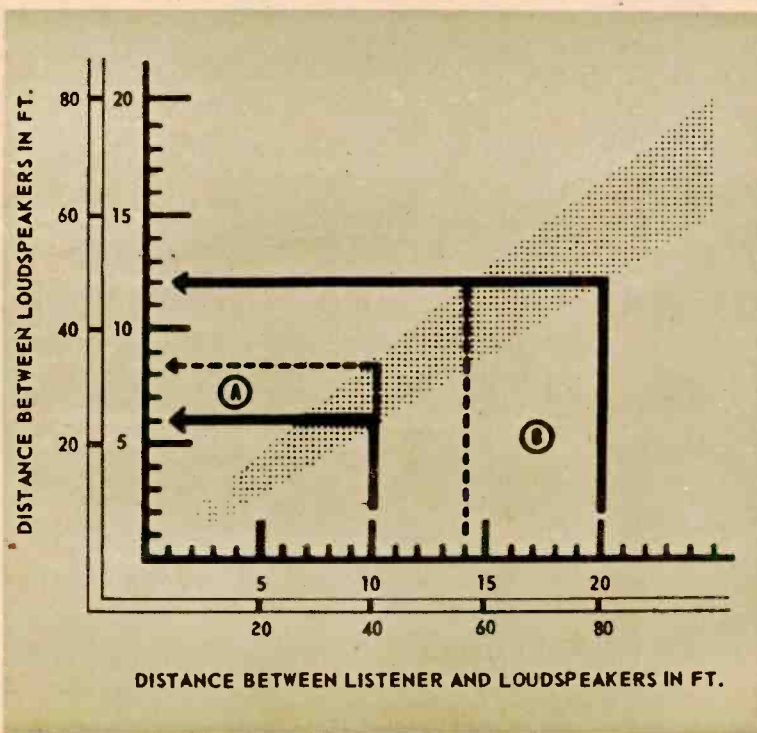 DISTANCE BETWEEN LOUDSPEAKERS IN FT.
80 20
60 15
40 10
A
20 5
B
5 10 15 20
20 40 60 80
DISTANCE BETWEEN LISTENER AND LOUDSPEAKERS IN FT.